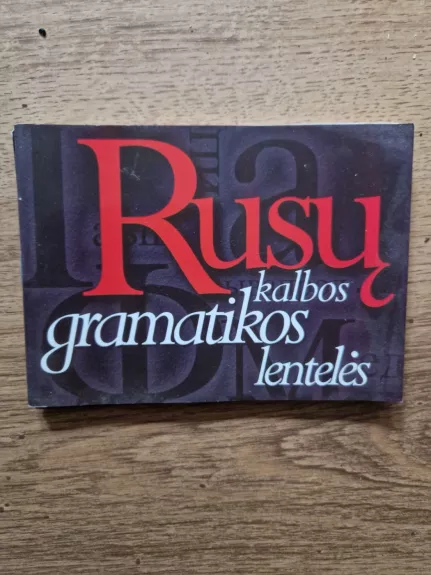 Rusų
kalbos
gramatikos
lentelės